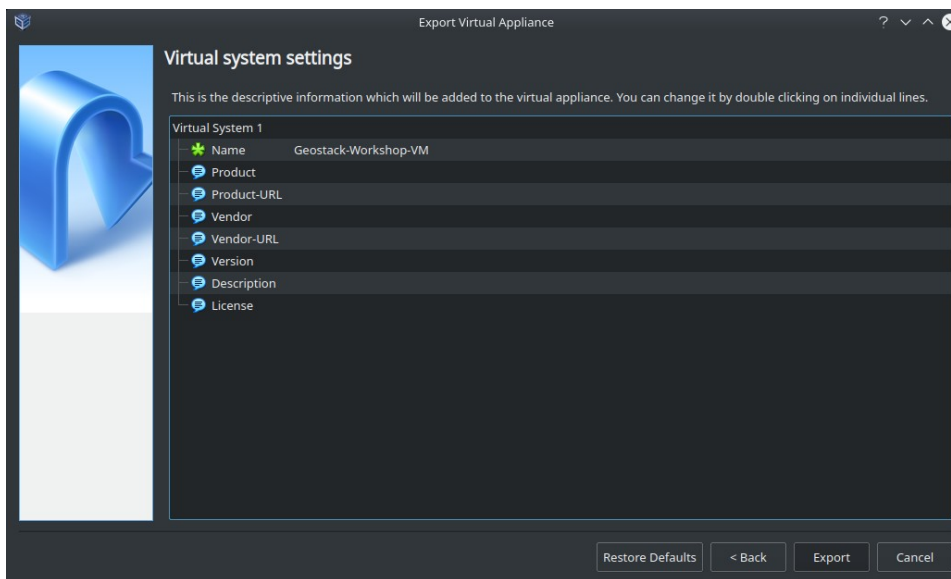 Export Virtual Appliance
?
Virtual system settings
This is the descriptive information which will be added to the virtual appliance. You can change it by double clicking on individual lines.
Virtual System 1
Name Geostack-Workshop-VM
Product
Product-URL
Vendor
Vendor-URL
Version
Description
License
Restore Defaults < Back Export Cancel